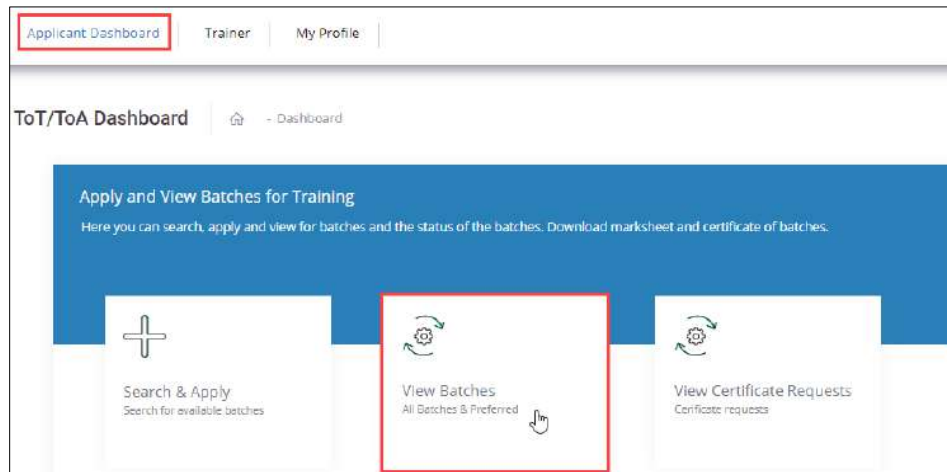 Applicant Dashboard
Trainer
My Profile
ToT/ToA Dashboard
- Dashboard
Apply and View Batches for Training
Here you can search, apply and view for batches and the status of the batches. Download marksheet and certificate of batches.
Search & Apply
Search for available batches
View Batches
All Batches & Preferred
View Certificate Requests
Cerificate requests